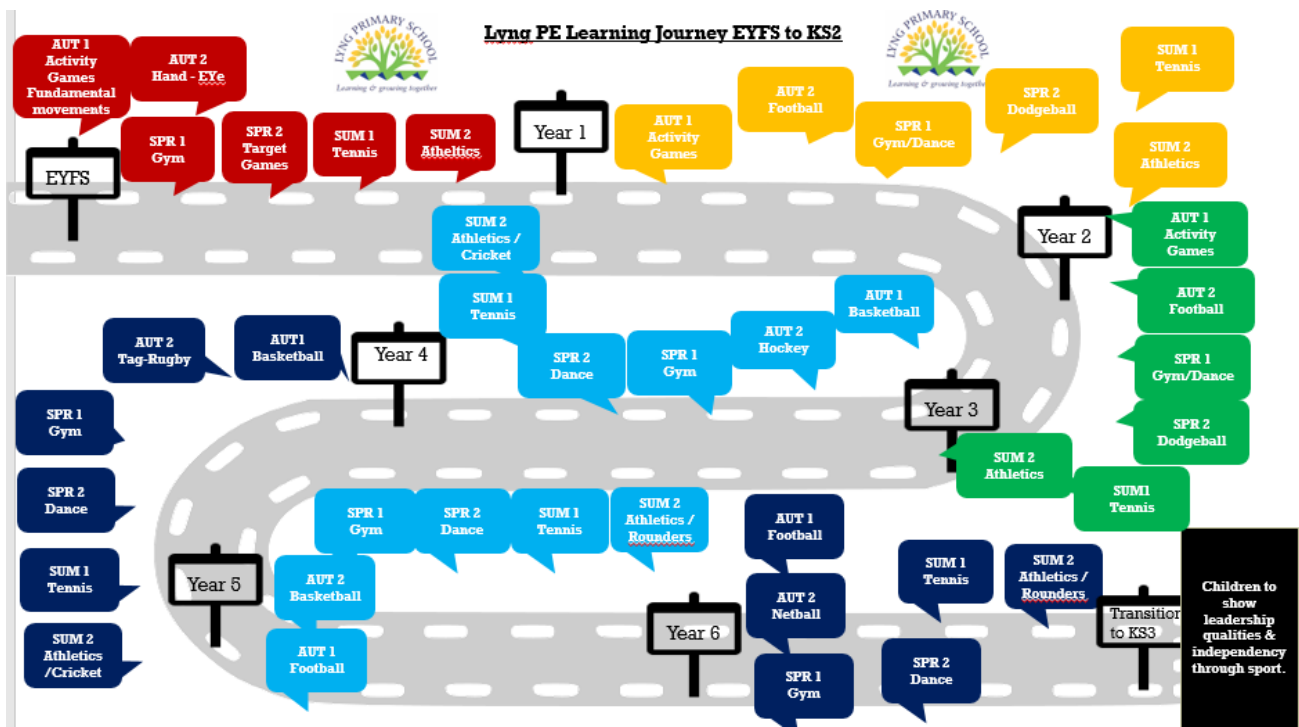 Lyng PE Learning Journey EYFS to KS2
LYNG PRIMARY SCHOOL
Learning & growing together
LYNG PRIMARY SCHOOL
Learning & growing together
EYFS
AUT 1
Activity
Games
Fundamental
movements
AUT 2
Hand - EYe
SPR 1
Gym
SPR 2
Target
Games
SUM 1
Tennis
SUM 2
Atheltics
Year 1
AUT 1
Activity
Games
AUT 2
Football
SPR 1
Gym/Dance
SPR 2
Dodgeball
SUM 1
Tennis
SUM 2
Athletics
Year 2
AUT 1
Activity
Games
AUT 2
Football
SPR 1
Gym/Dance
SPR 2
Dodgeball
SUM1
Tennis
SUM 2
Athletics
Year 3
AUT 1
Basketball
AUT 2
Hockey
SPR 1
Gym
SPR 2
Dance
SUM 1
Tennis
SUM 2
Athletics /
Cricket
Year 4
AUT1
Basketball
AUT 2
Tag-Rugby
SPR 1
Gym
SPR 2
Dance
SUM 1
Tennis
SUM 2
Athletics
/Cricket
Year 5
AUT 1
Football
AUT 2
Basketball
SPR 1
Gym
SPR 2
Dance
SUM 1
Tennis
SUM 2
Athletics /
Rounders
Year 6
AUT 1
Football
AUT 2
Netball
SPR 1
Gym
SPR 2
Dance
SUM 1
Tennis
SUM 2
Athletics /
Rounders
Transition
to KS3
Children to
show
leadership
qualities &
independency
through sport.